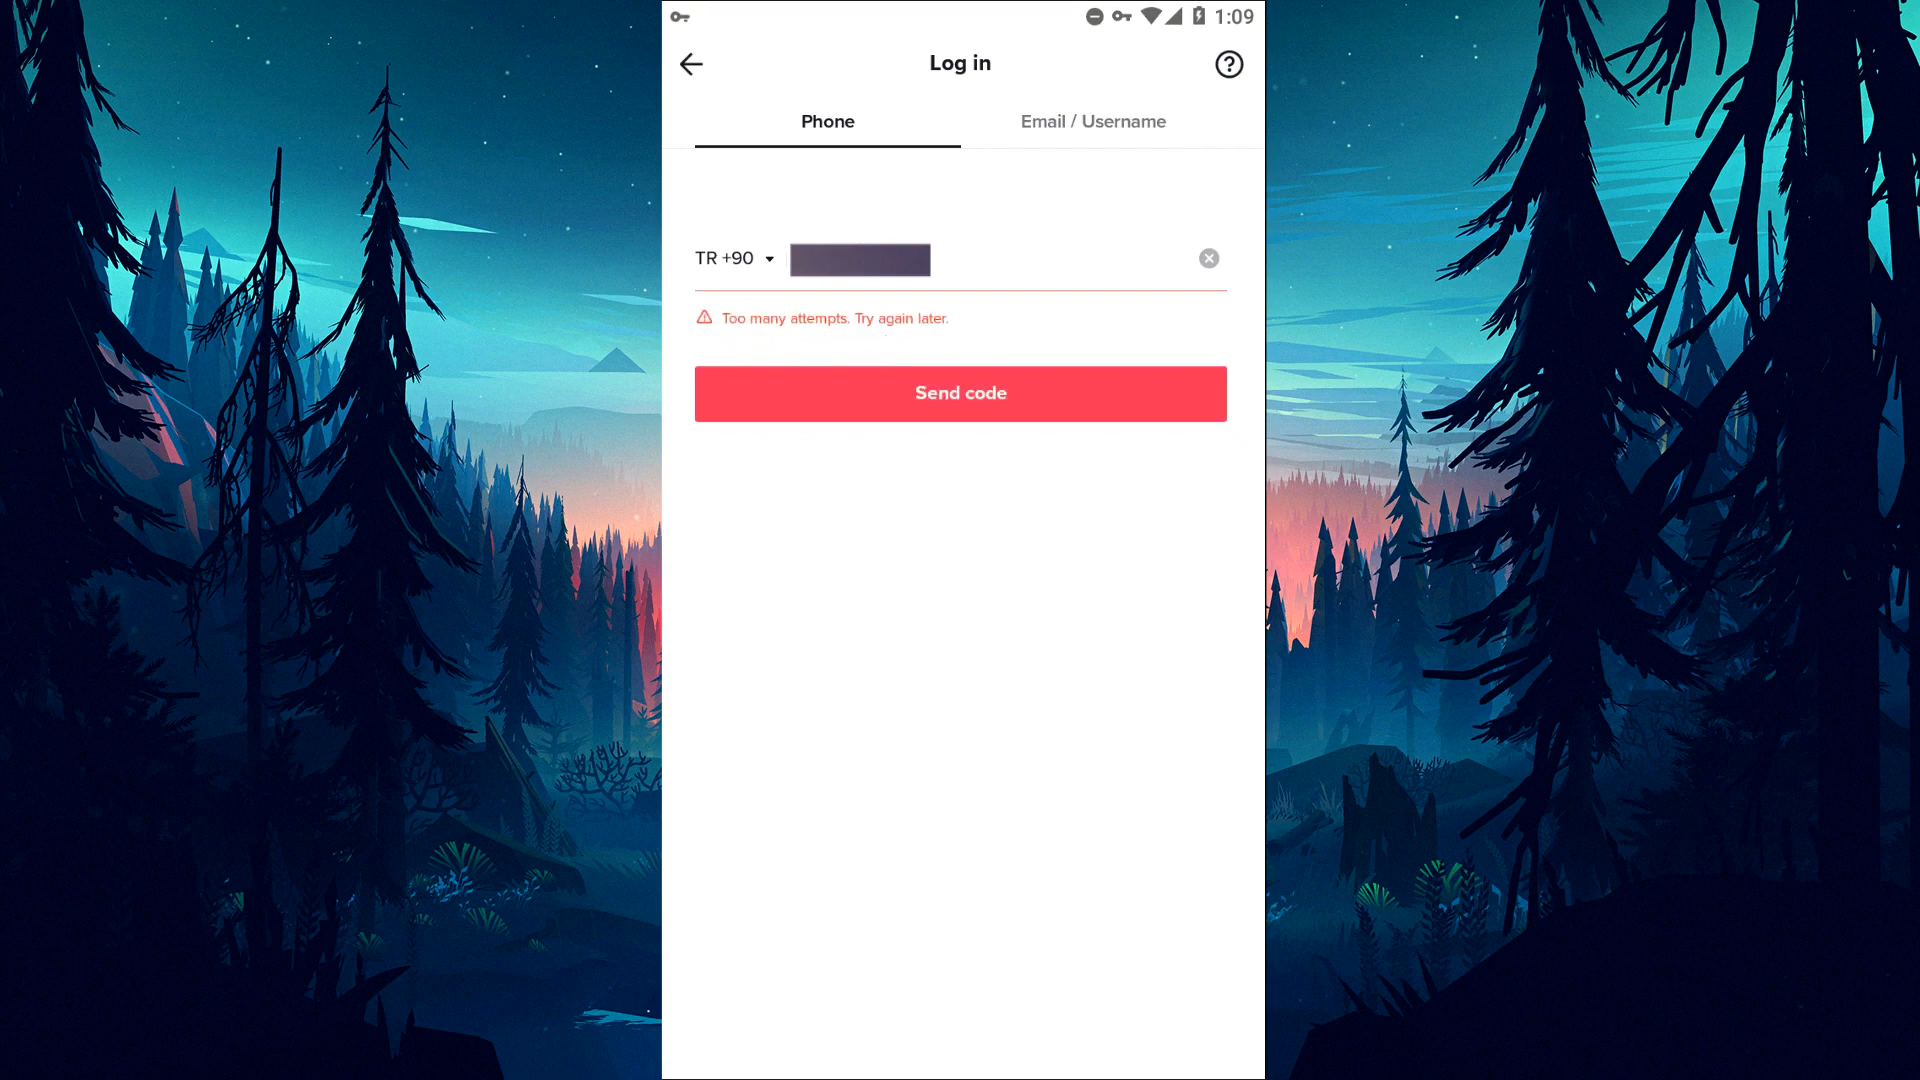 1:09
Log in
Phone
Email / Username
TR +90
Too many attempts. Try again later.
Send code